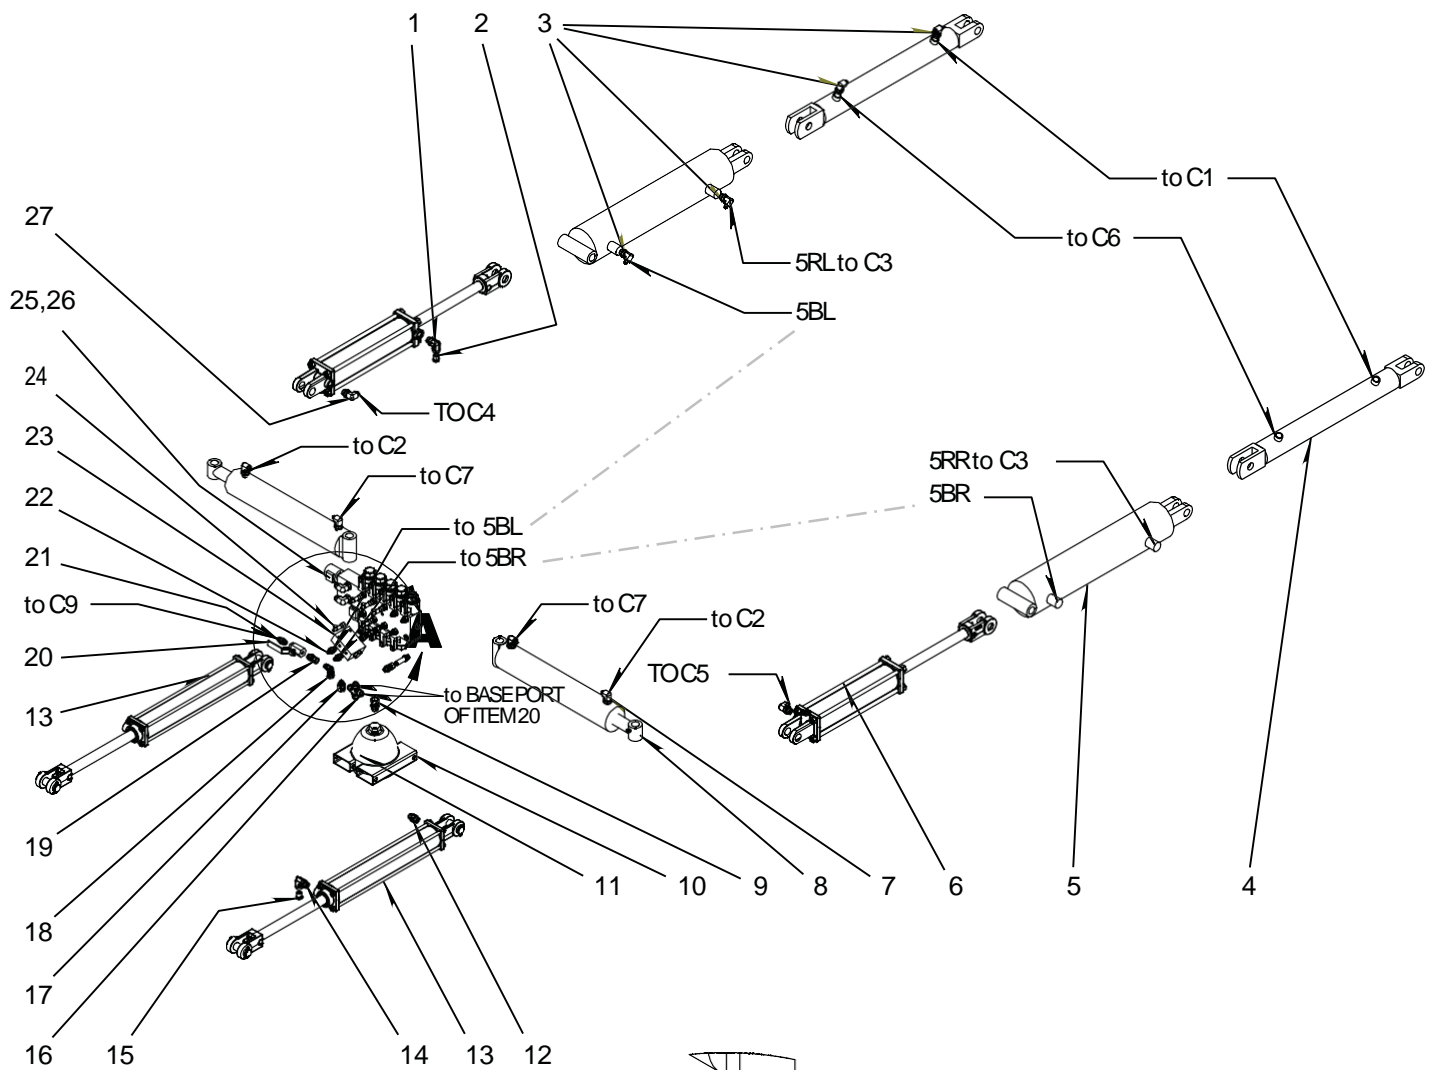 1
2
3
to C1
27
to C6
5RL to C3
25,26
5BL
24
TO C4
23
to C2
5RR to C3
to C7
5BR
22
to 5BL
21
to 5BR
to C9
to C7
to C2
A
20
TO C5
13
to BASE PORT
OF ITEM 20
19
11
10
9
8
7
6
5
4
18
17
16
15
14
13
12